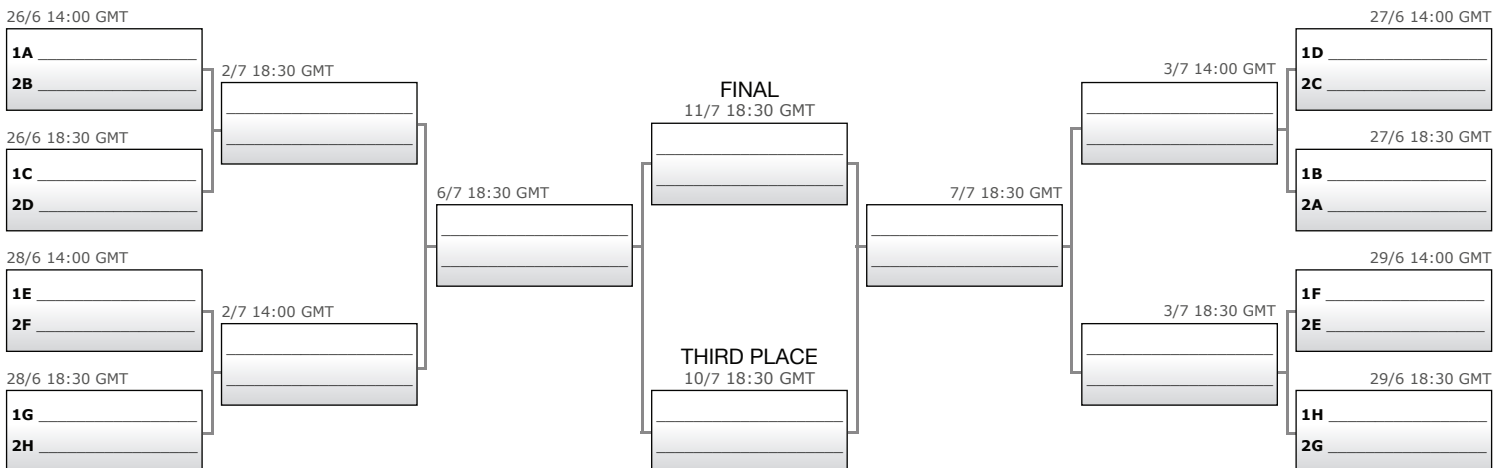 26/6 14:00 GMT
1A
2B
26/6 18:30 GMT
1C
2D
28/6 14:00 GMT
1E
2F
28/6 18:30 GMT
1G
2H
2/7 18:30 GMT
2/7 14:00 GMT
6/7 18:30 GMT
FINAL
11/7 18:30 GMT
THIRD PLACE
10/7 18:30 GMT
7/7 18:30 GMT
3/7 14:00 GMT
3/7 18:30 GMT
27/6 14:00 GMT
1D
2C
27/6 18:30 GMT
1B
2A
29/6 14:00 GMT
1F
2E
29/6 18:30 GMT
1H
2G